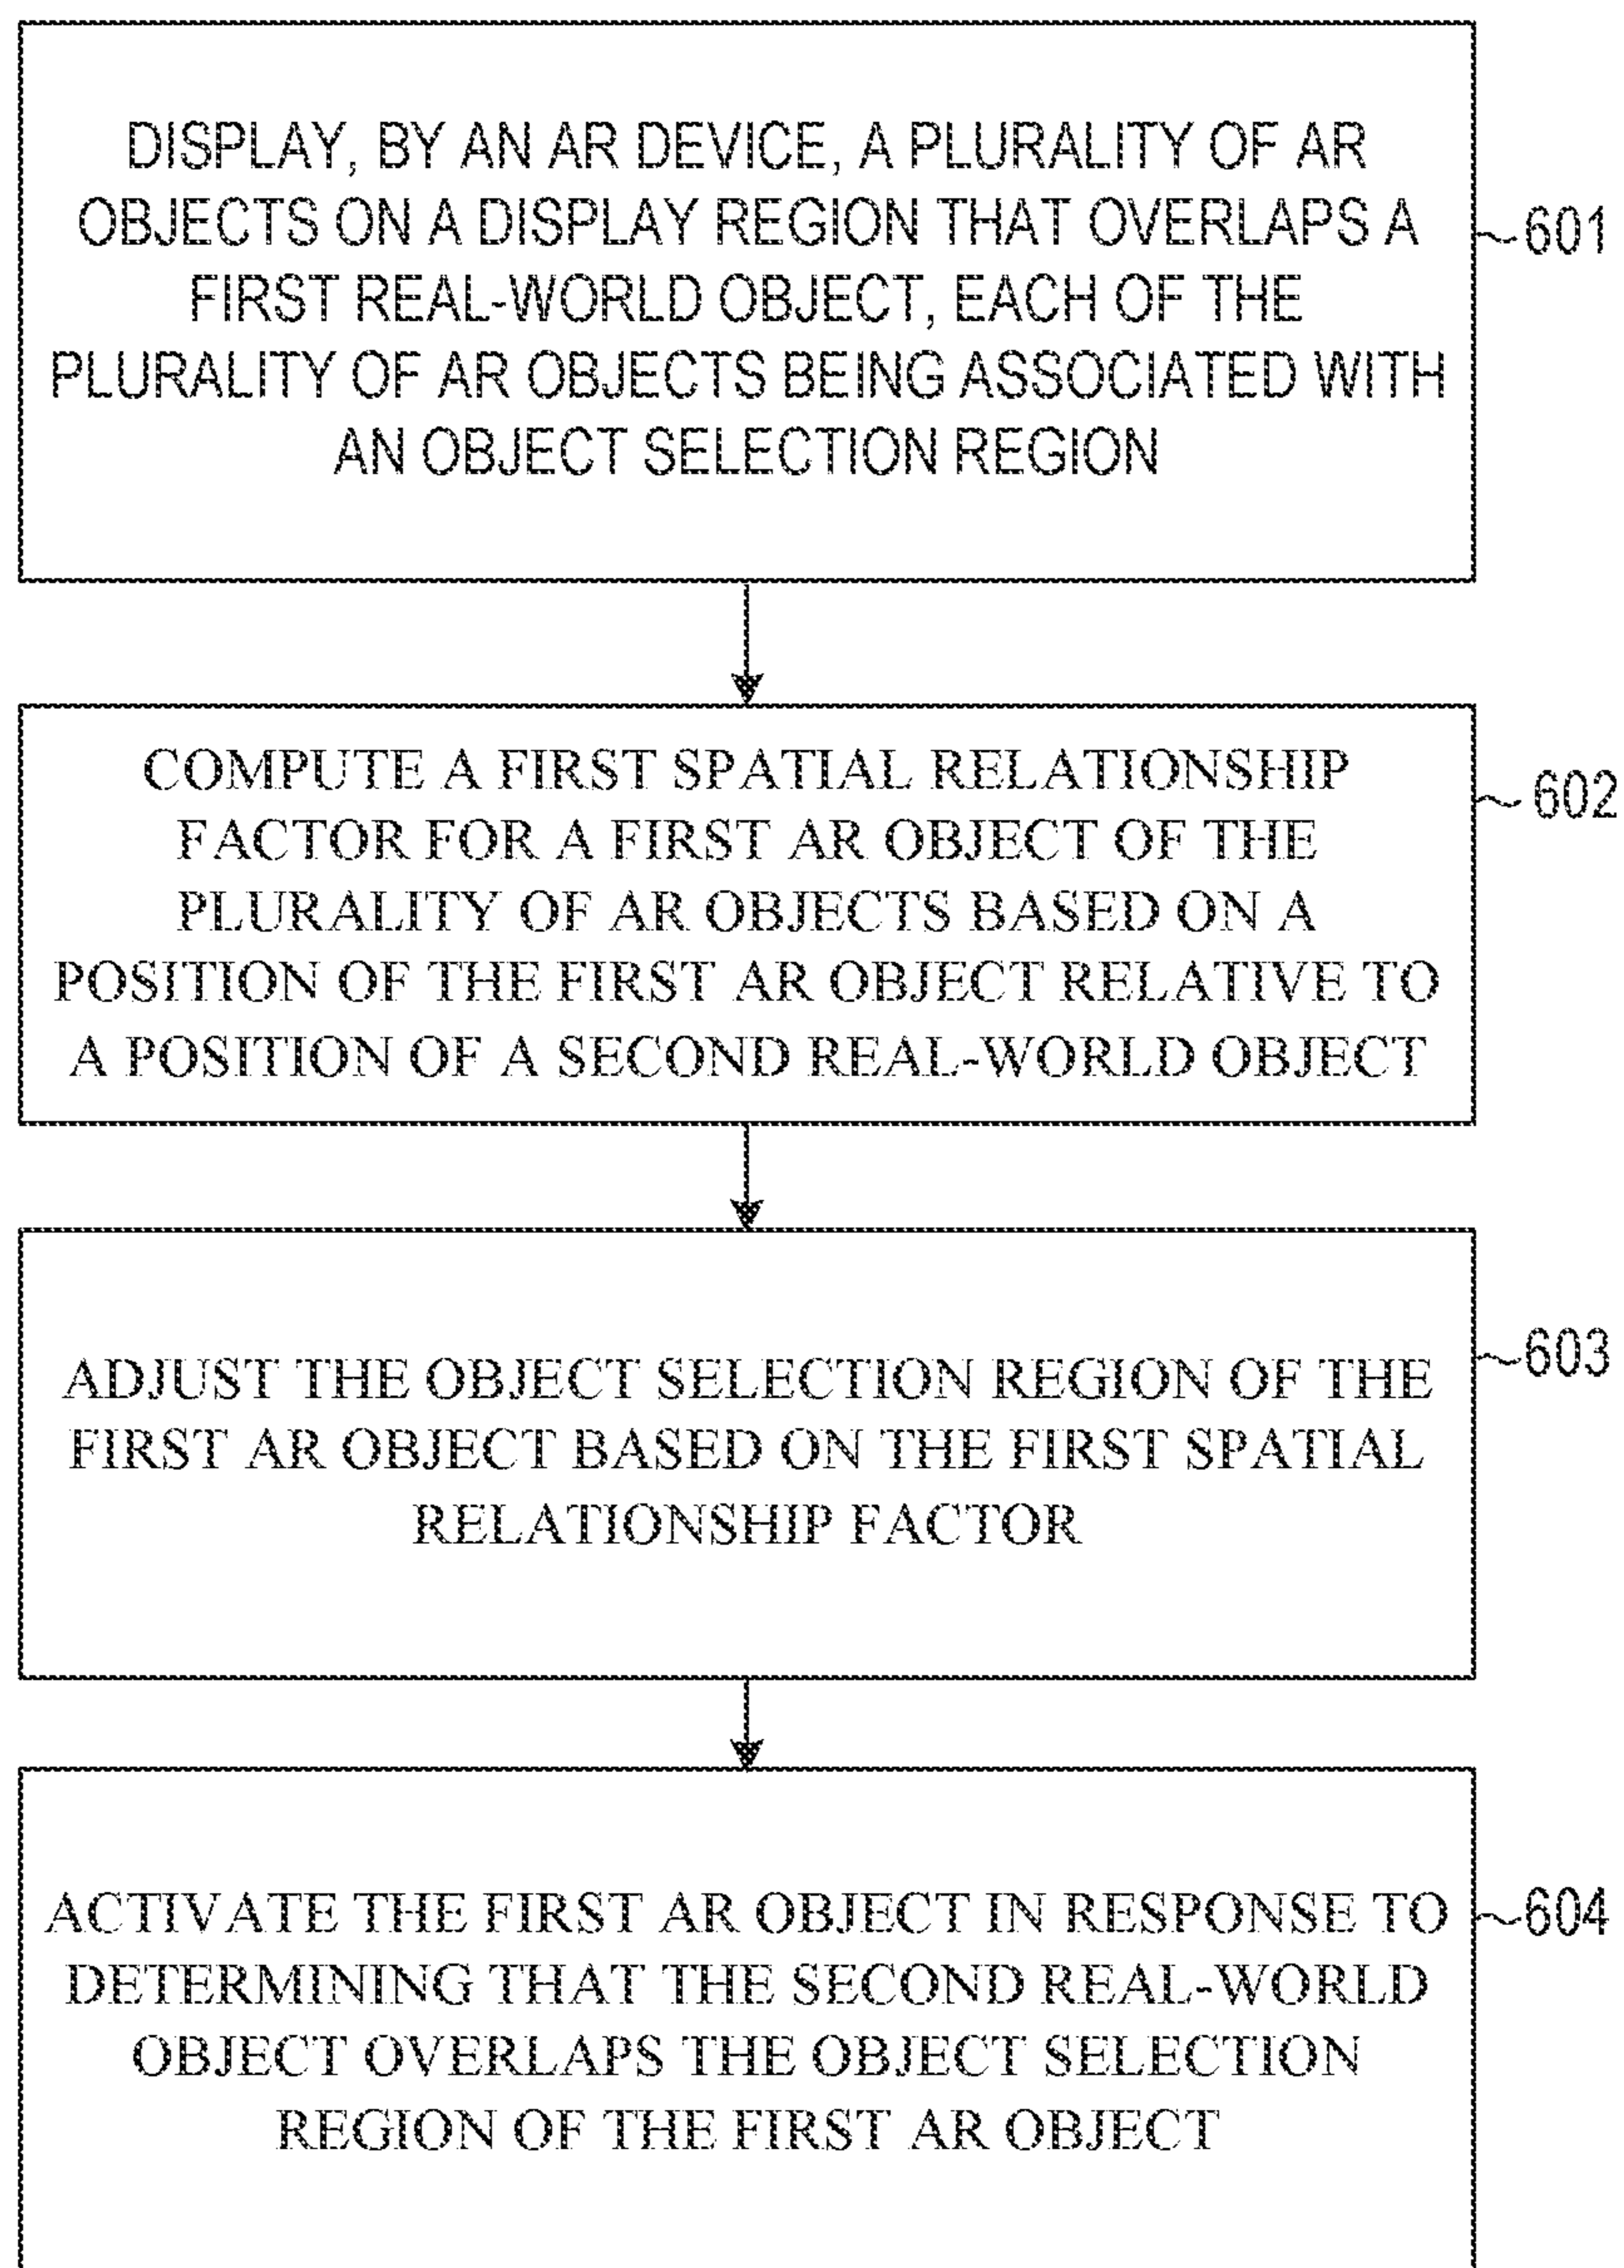 DISPLAY, BY AN AR DEVICE, A PLURALITY OF AR
OBJECTS ON A DISPLAY REGION THAT OVERLAPS A
FIRST REAL-WORLD OBJECT, EACH OF THE
PLURALITY OF AR OBJECTS BEING ASSOCIATED WITH
AN OBJECT SELECTION REGION
601
COMPUTE A FIRST SPATIAL RELATIONSHIP
FACTOR FOR A FIRST AR OBJECT OF THE
PLURALITY OF AR OBJECTS BASED ON A
POSITION OF THE FIRST AR OBJECT RELATIVE TO
A POSITION OF A SECOND REAL-WORLD OBJECT
602
ADJUST THE OBJECT SELECTION REGION OF THE
FIRST AR OBJECT BASED ON THE FIRST SPATIAL
RELATIONSHIP FACTOR
603
ACTIVATE THE FIRST AR OBJECT IN RESPONSE TO
DETERMINING THAT THE SECOND REAL-WORLD
OBJECT OVERLAPS THE OBJECT SELECTION
REGION OF THE FIRST AR OBJECT
604